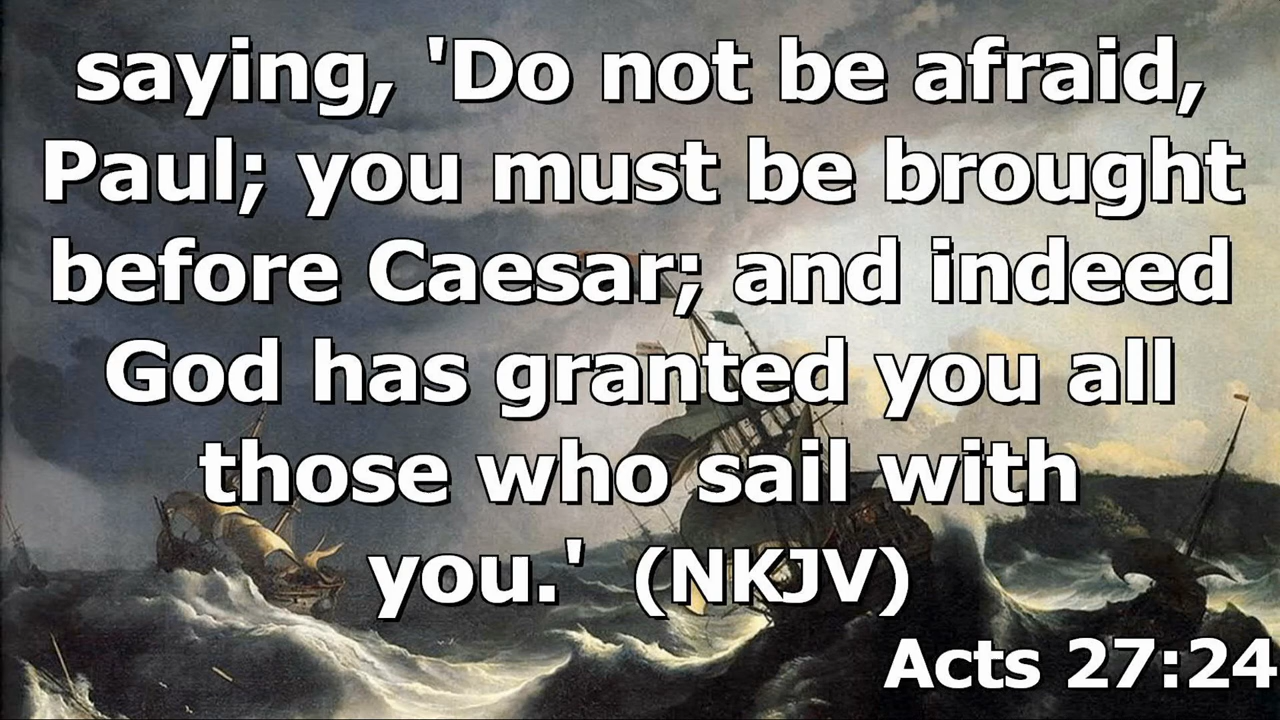 saying, 'Do not be afraid,
Paul; you must be brought
before Caesar; and indeed
God has granted you all
those who sail with
you.' (NKJV)
Acts 27:24